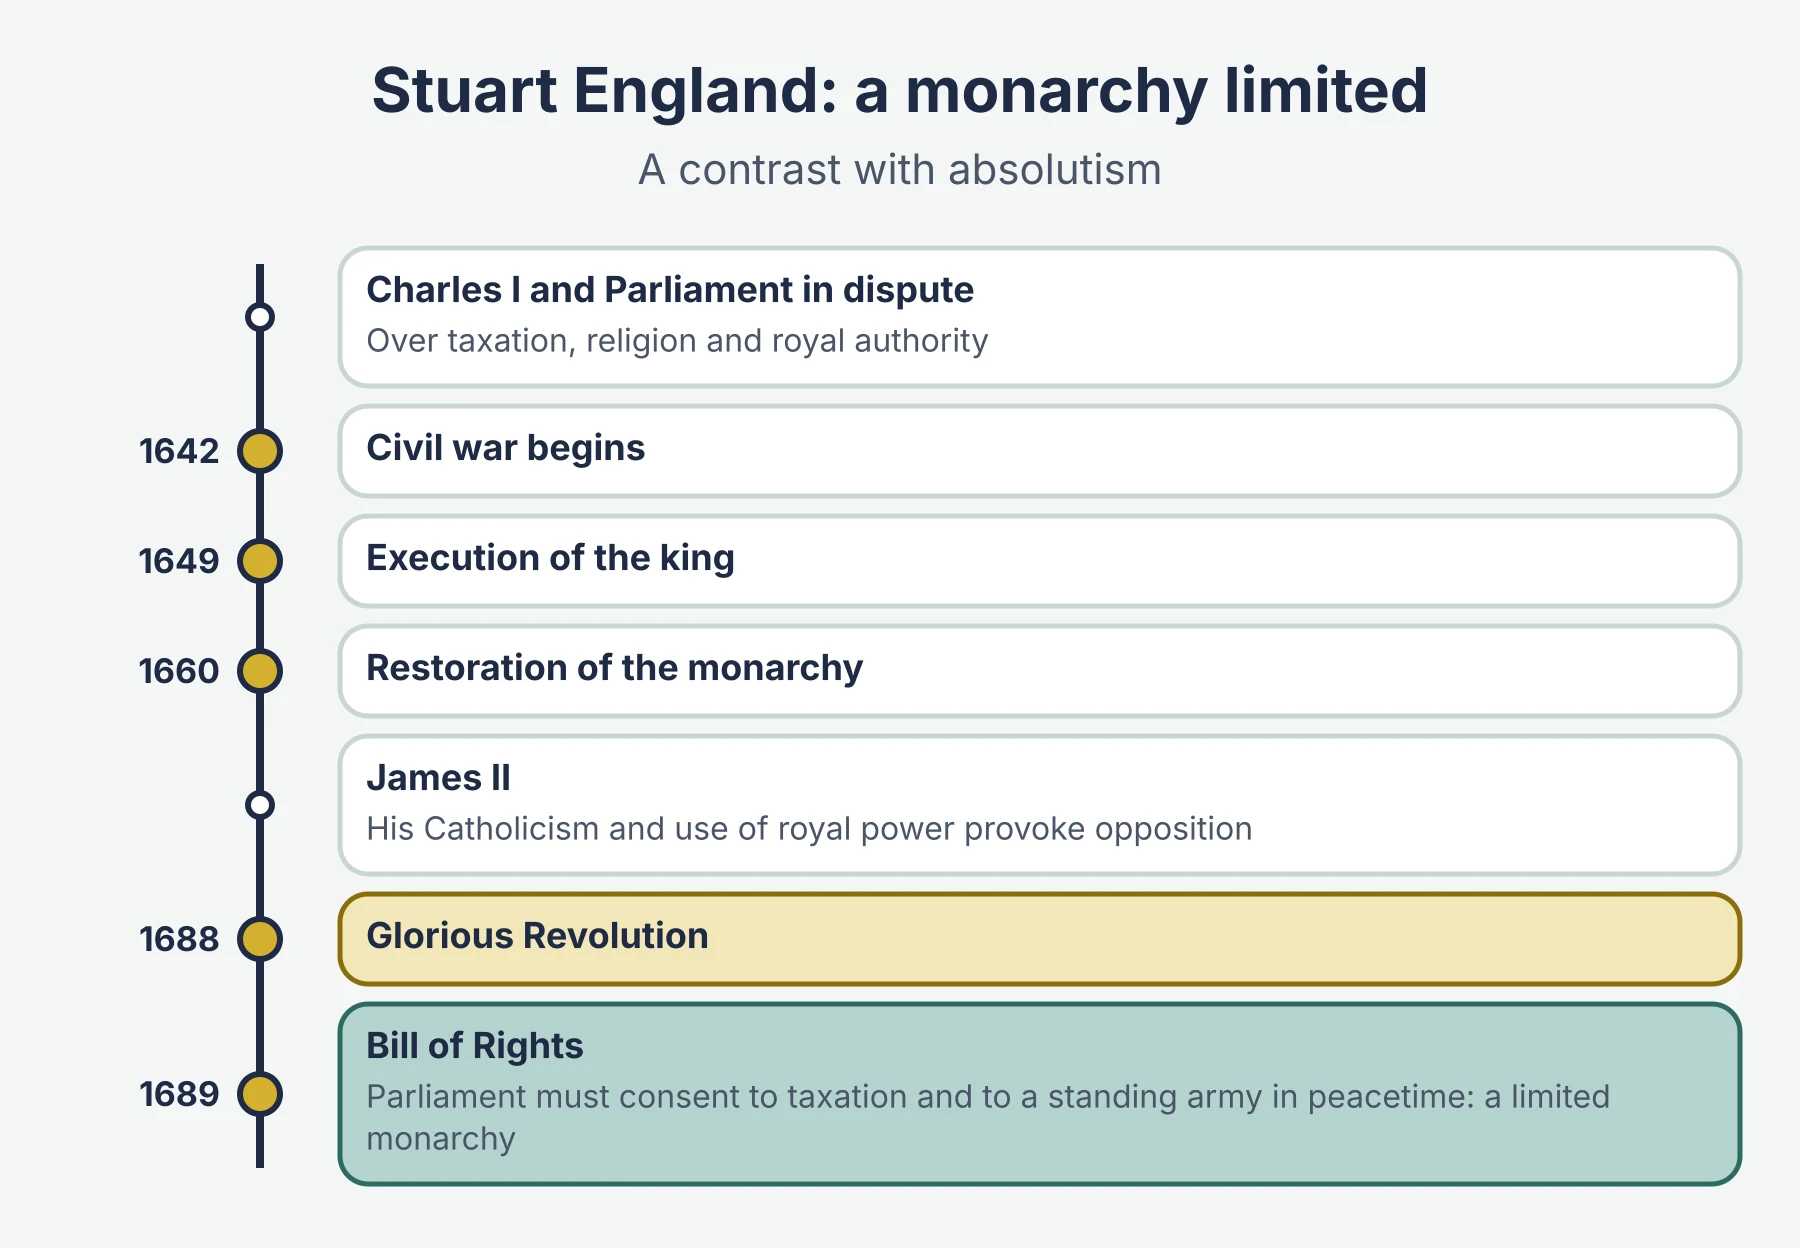 Stuart England: a monarchy limited
A contrast with absolutism
Charles I and Parliament in dispute
Over taxation, religion and royal authority
1642
Civil war begins
1649
Execution of the king
1660
Restoration of the monarchy
James II
His Catholicism and use of royal power provoke opposition
1688
Glorious Revolution
1689
Bill of Rights
Parliament must consent to taxation and to a standing army in peacetime: a limited
monarchy